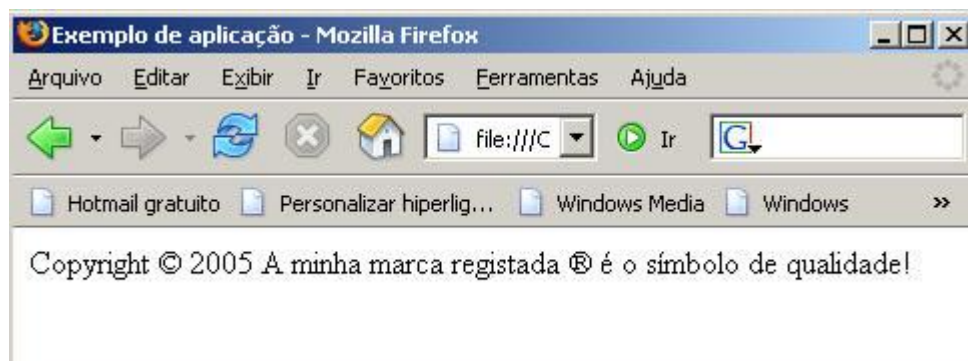 Exemplo de aplicação - Mozilla Firefox
Arquivo Editar Exibir Ir Favoritos Ferramentas Ajuda
file:///C Ir G
Hotmail gratuito Personalizar hiperlig... Windows Media Windows »
Copyright © 2005 A minha marca registada ® é o símbolo de qualidade!